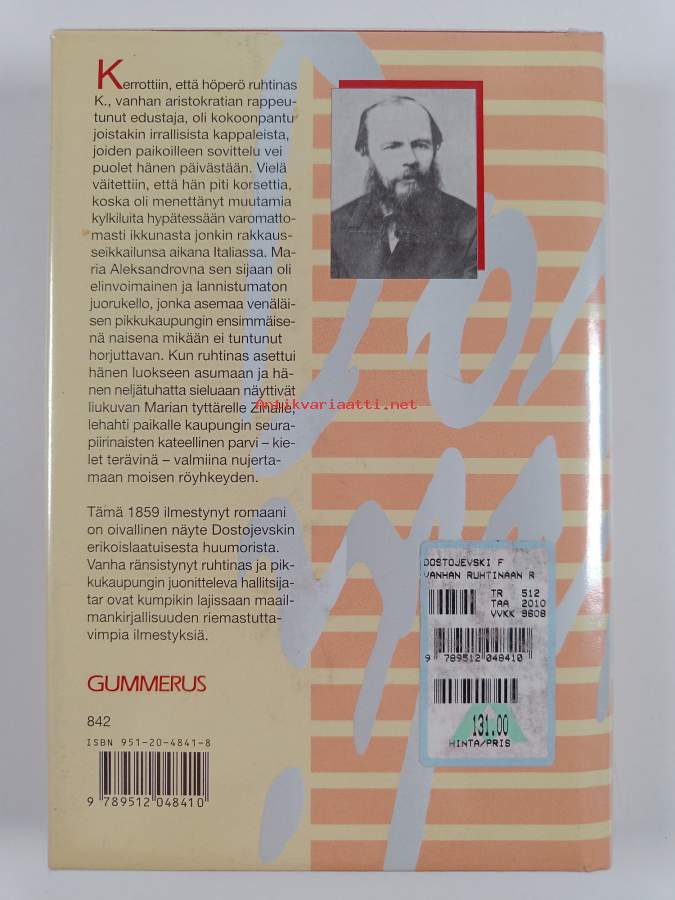 Kerrottiin, että höperö ruhtinas
K., vanhan aristokratian rappeu-
tunut edustaja, oli kokoonpantu
joistakin irrallisista kappaleista,
joiden paikoilleen sovittelu vei
puolet hänen päivästään. Vielä
väitettiin, että hän piti korsettia,
koska oli menettänyt muutamia
kylkiluita hypätessään varomatto-
masti ikkunasta jonkin rakkaus-
seikkailunsa aikana Italiassa. Ma-
ria Aleksandrovna sen sijaan oli
elinvoimainen ja lannistumaton
juorukello, jonka asemaa venäläi-
sen pikkukaupungin ensimmäise-
nä naisena mikään ei tuntunut
horjuttavan. Kun ruhtinas asettui
hänen luokseen asumaan ja hä-
nen neljätuhatta sieluaan näyttivät
liukuvan Marian tyttärelle Zinalle,
lehahti paikalle kaupungin seura-
piirinaisten kateellinen parvi – kie-
let terävinä – valmiina nujerta-
maan moisen röyhkeyden.
Tämä 1859 ilmestynyt romaani
on oivallinen näyte Dostojevskin
erikoislaatuisesta huumorista.
Vanha ränsistynyt ruhtinas ja pik-
kukaupungin juonitteleva hallitsija-
tar ovat kumpikin lajissaan maail-
mankirjallisuuden riemastutta-
vimpia ilmestyksiä.
GUMMERUS
842
ISBN 951-20-4841-8
9 789512 048410
Antikvariaatti.net
DOSTOJEVSKI F
VANHAN RUHTINAAN R
TR 512
TAA 2010
VVKK 9608
9 789512 048410
131.00
HINTA/PRIS